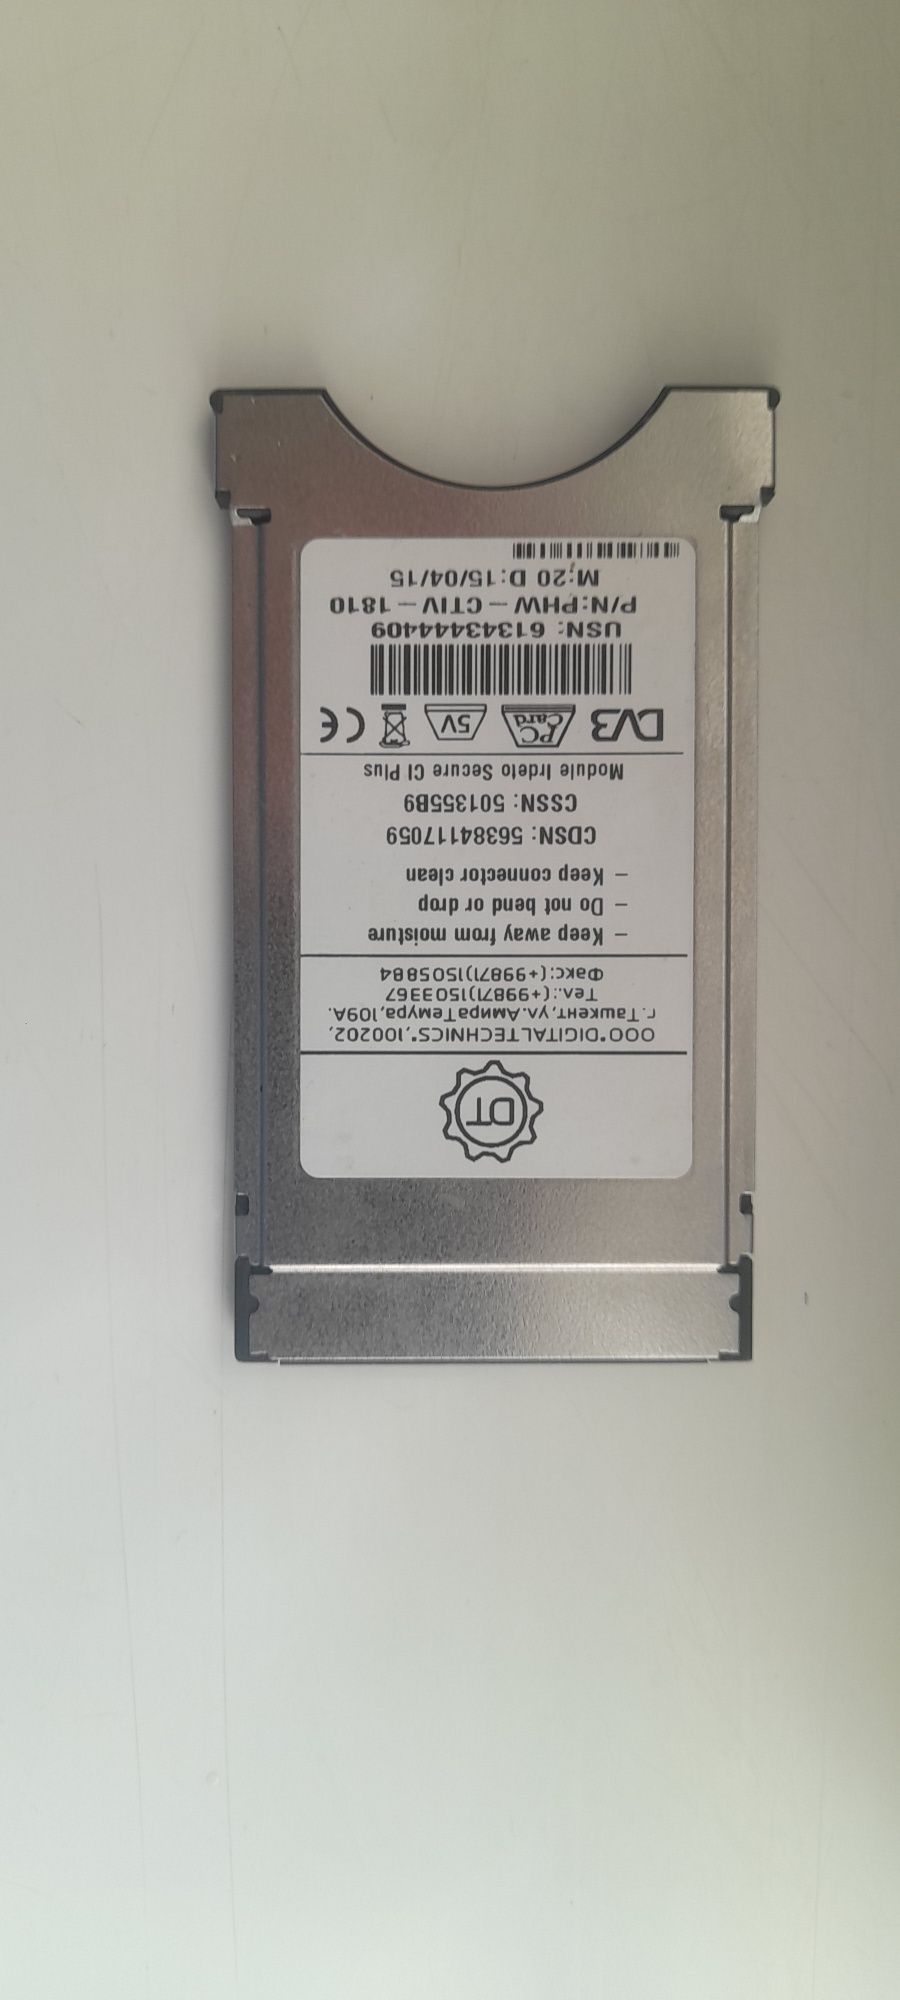 DT
ООО"DIGITALTECHNICS",100202,
г.Ташкент,ул.АмираТемура,109А.
Тел.:(+99871)1503367
Факс:(+99871)1505884
– Keep away from moisture
– Do not bend or drop
– Keep connector clean
CDSN: 56384117059
CSSN: 501355B9
Module Irdeto Secure CI Plus
DVB PC Card 5V CE
USN: 61343444409
P/N:PHW – CTIV – 1810
M:20 D:15/04/15